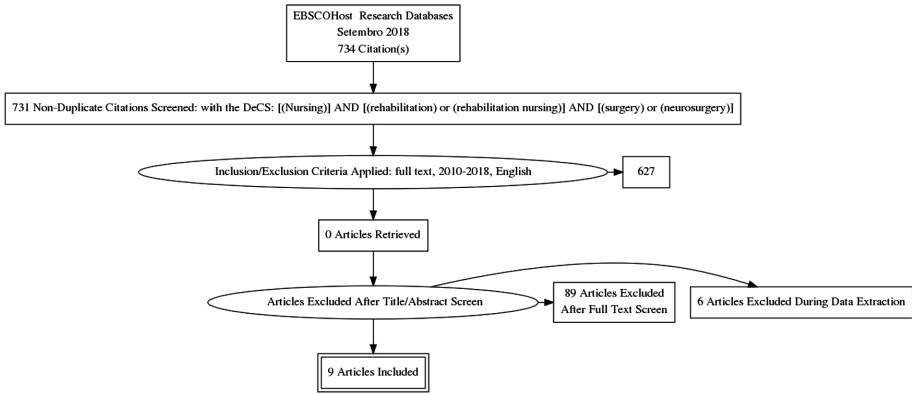 EBSCOHost Research Databases
Setembro 2018
734 Citation(s)
731 Non-Duplicate Citations Screened: with the DeCS: [(Nursing)] AND [(rehabilitation) or (rehabilitation nursing)] AND [(surgery) or (neurosurgery)]
Inclusion/Exclusion Criteria Applied: full text, 2010-2018, English
627
0 Articles Retrieved
Articles Excluded After Title/Abstract Screen
89 Articles Excluded
After Full Text Screen
6 Articles Excluded During Data Extraction
9 Articles Included